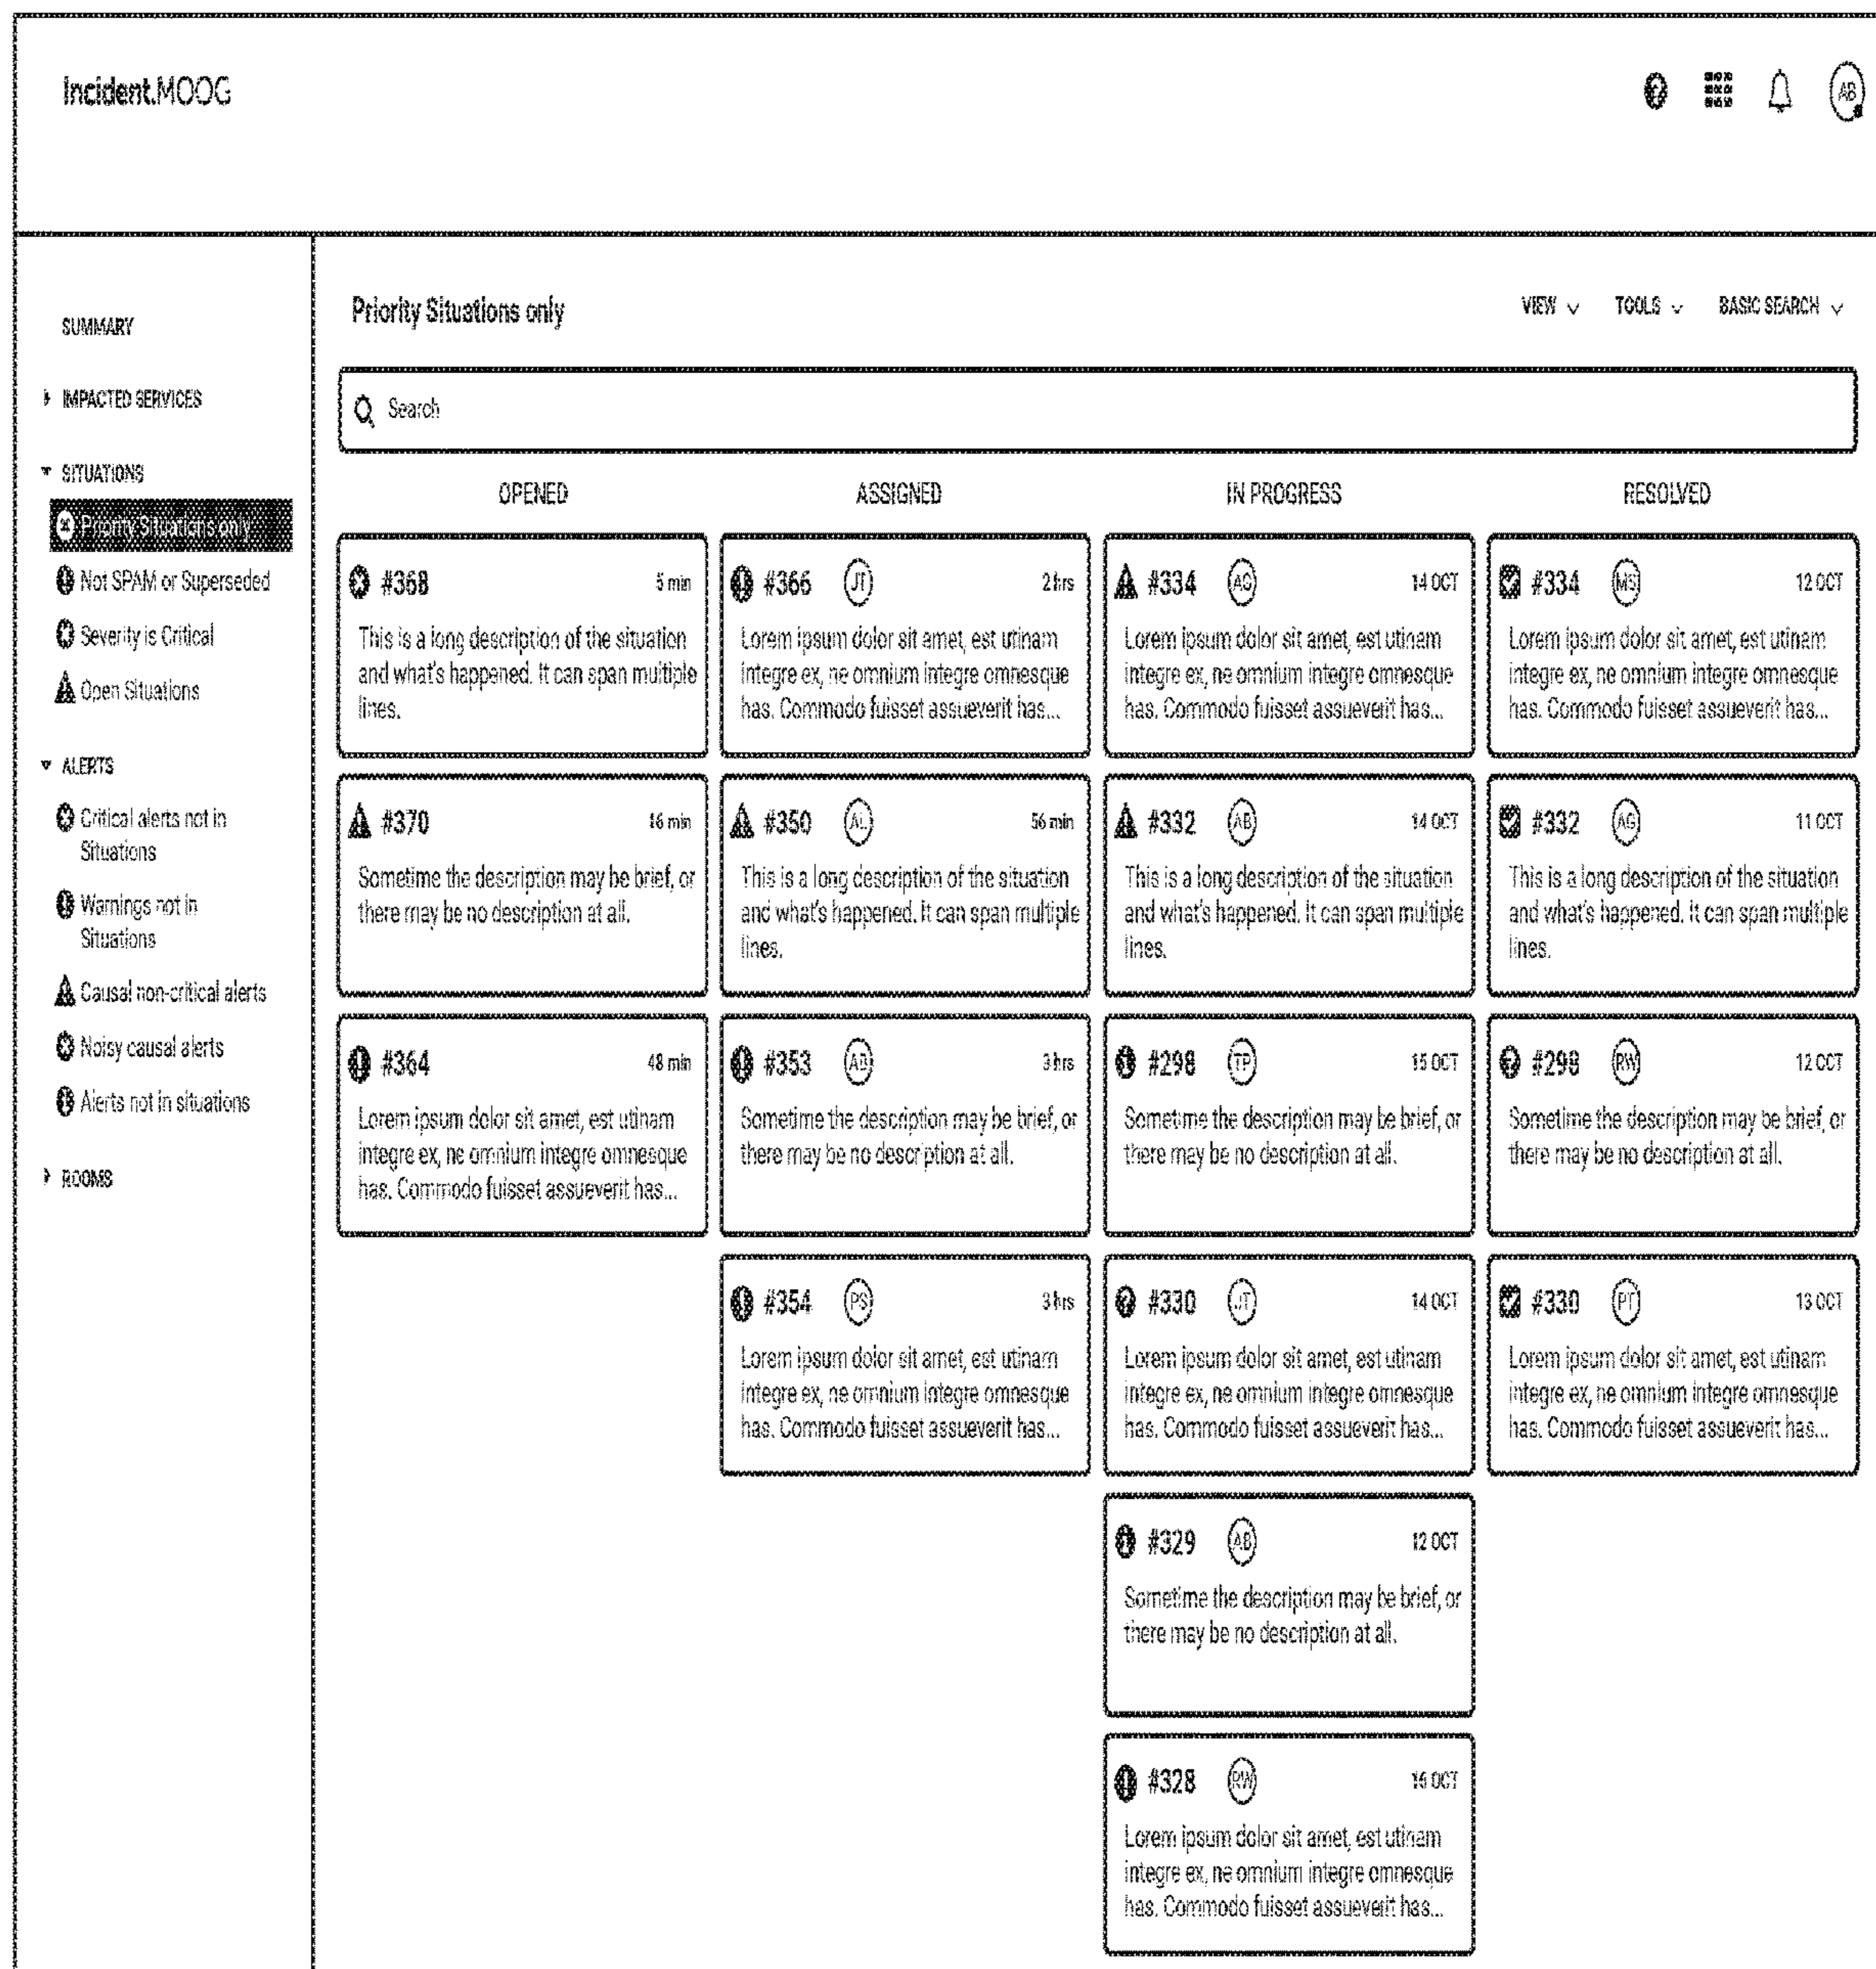 Incident.MOOG
AB
SUMMARY
IMPACTED SERVICES
SITUATIONS
Priority Situations only
Not SPAM or Superseded
Severity is Critical
Open Situations
ALERTS
Critical alerts not in
Situations
Warnings not in
Situations
Causal non-critical alerts
Noisy causal alerts
Alerts not in situations
ROOMS
Priority Situations only
VIEW
TOOLS
BASIC SEARCH
Search
OPENED
#368
5 min
This is a long description of the situation
and what's happened. It can span multiple
lines.
#370
16 min
Sometime the description may be brief, or
there may be no description at all.
#364
48 min
Lorem ipsum dolor sit amet, est utinam
integre ex, ne omnium integre omnesque
has. Commodo fuisset assueverit has...
ASSIGNED
#366
JT
2 hrs
Lorem ipsum dolor sit amet, est utinam
integre ex, ne omnium integre omnesque
has. Commodo fuisset assueverit has...
#350
AL
56 min
This is a long description of the situation
and what's happened. It can span multiple
lines.
#353
AB
3 hrs
Sometime the description may be brief, or
there may be no description at all.
#354
PS
3 hrs
Lorem ipsum dolor sit amet, est utinam
integre ex, ne omnium integre omnesque
has. Commodo fuisset assueverit has...
IN PROGRESS
#334
AG
14 OCT
Lorem ipsum dolor sit amet, est utinam
integre ex, ne omnium integre omnesque
has. Commodo fuisset assueverit has...
#332
AB
14 OCT
This is a long description of the situation
and what's happened. It can span multiple
lines.
#298
TP
15 OCT
Sometime the description may be brief, or
there may be no description at all.
#330
JT
14 OCT
Lorem ipsum dolor sit amet, est utinam
integre ex, ne omnium integre omnesque
has. Commodo fuisset assueverit has...
#329
AB
12 OCT
Sometime the description may be brief, or
there may be no description at all.
#328
RW
OCT
Lorem ipsum dolor sit amet, est utinam
integre ex, ne omnium integre omnesque
has. Commodo fuisset assueverit has...
RESOLVED
#334
MS
12 OCT
Lorem ipsum dolor sit amet, est utinam
integre ex, ne omnium integre omnesque
has. Commodo fuisset assueverit has...
#332
AG
11 OCT
This is a long description of the situation
and what's happened. It can span multiple
lines.
#298
RW
12 OCT
Sometime the description may be brief, or
there may be no description at all.
#330
PT
13 OCT
Lorem ipsum dolor sit amet, est utinam
integre ex, ne omnium integre omnesque
has. Commodo fuisset assueverit has...